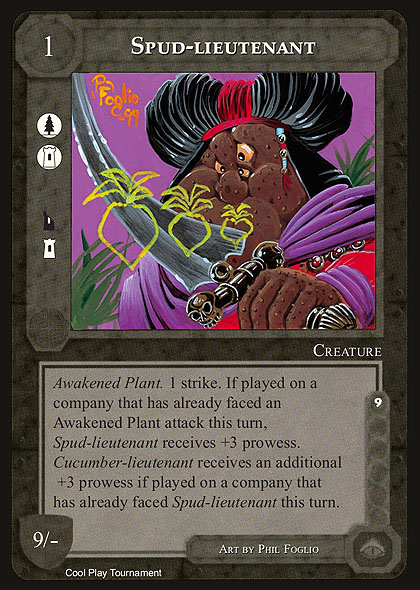 1
SPUD-LIEUTENANT
P. Foglio
CREATURE
Awakened Plant. 1 strike. If played on a
company that has already faced an
Awakened Plant attack this turn,
Spud-lieutenant receives +3 prowess.
Cucumber-lieutenant receives an additional
+3 prowess if played on a company that
has already faced Spud-lieutenant this turn.
9
9/-
ART BY PHIL FOGLIO
Cool Play Tournament